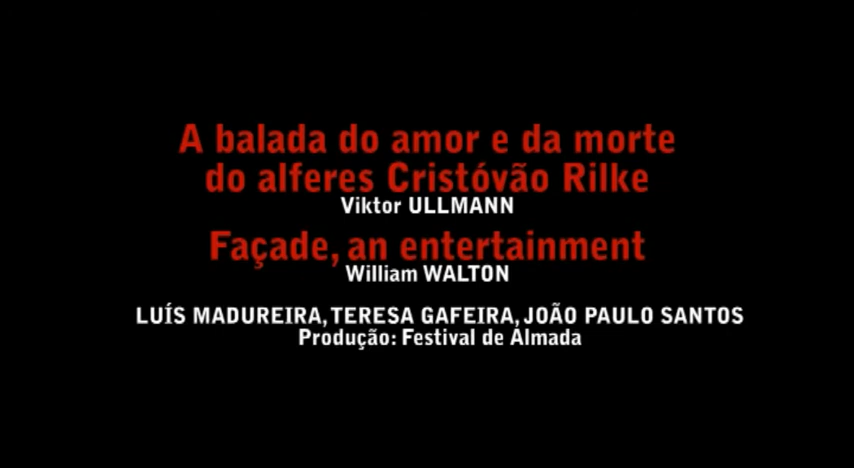 A balada do amor e da morte
do alferes Cristóvão Rilke
Viktor ULLMANN
Façade, an entertainment
William WALTON
LUÍS MADUREIRA, TERESA GAFEIRA, JOÃO PAULO SANTOS
Produção: Festival de Almada